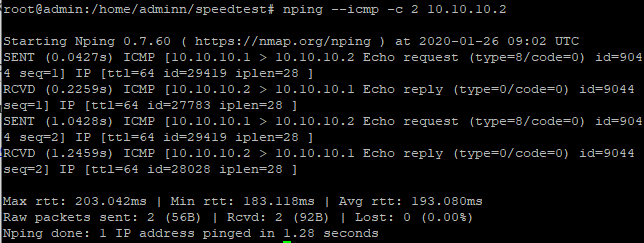 root@admin:/home/adminn/speedtest# nping --icmp -c 2 10.10.10.2
Starting Nping 0.7.60 ( https://nmap.org/nping ) at 2020-01-26 09:02 UTC
SENT (0.0427s) ICMP [10.10.10.1 > 10.10.10.2 Echo request (type=8/code=0) id=904
4 seq=1] IP [ttl=64 id=29419 iplen=28 ]
RCVD (0.2259s) ICMP [10.10.10.2 > 10.10.10.1 Echo reply (type=0/code=0) id=9044
seq=1] IP [ttl=64 id=27783 iplen=28 ]
SENT (1.0428s) ICMP [10.10.10.1 > 10.10.10.2 Echo request (type=8/code=0) id=904
4 seq=2] IP [ttl=64 id=29419 iplen=28 ]
RCVD (1.2459s) ICMP [10.10.10.2 > 10.10.10.1 Echo reply (type=0/code=0) id=9044
seq=2] IP [ttl=64 id=28028 iplen=28 ]
Max rtt: 203.042ms | Min rtt: 183.118ms | Avg rtt: 193.080ms
Raw packets sent: 2 (56B) | Rcvd: 2 (92B) | Lost: 0 (0.00%)
Nping done: 1 IP address pinged in 1.28 seconds